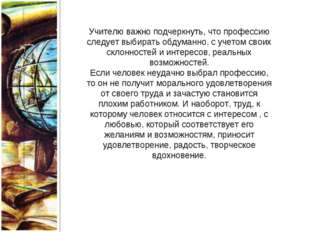 Учителю важно подчеркнуть, что профессию
следует выбирать обдуманно, с учетом своих
склонностей и интересов, реальных
возможностей.
Если человек неудачно выбрал профессию,
то он не получит морального удовлетворения
от своего труда и зачастую становится
плохим работником. И наоборот, труд, к
которому человек относится с интересом , с
любовью, который соответствует его
желаниям и возможностям, приносит
удовлетворение, радость, творческое
вдохновение.